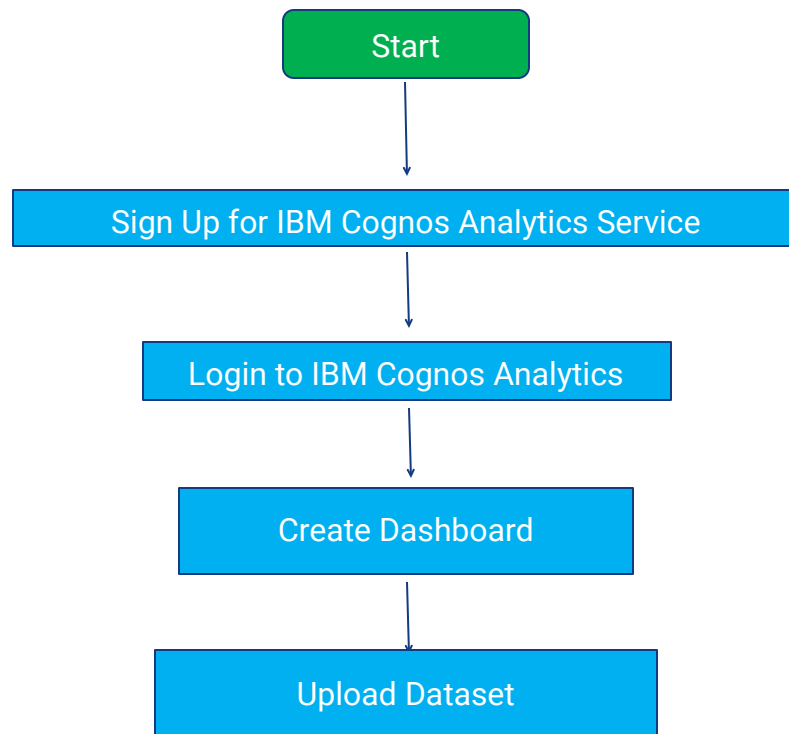 Start
Sign Up for IBM Cognos Analytics Service
Login to IBM Cognos Analytics
Create Dashboard
Upload Dataset